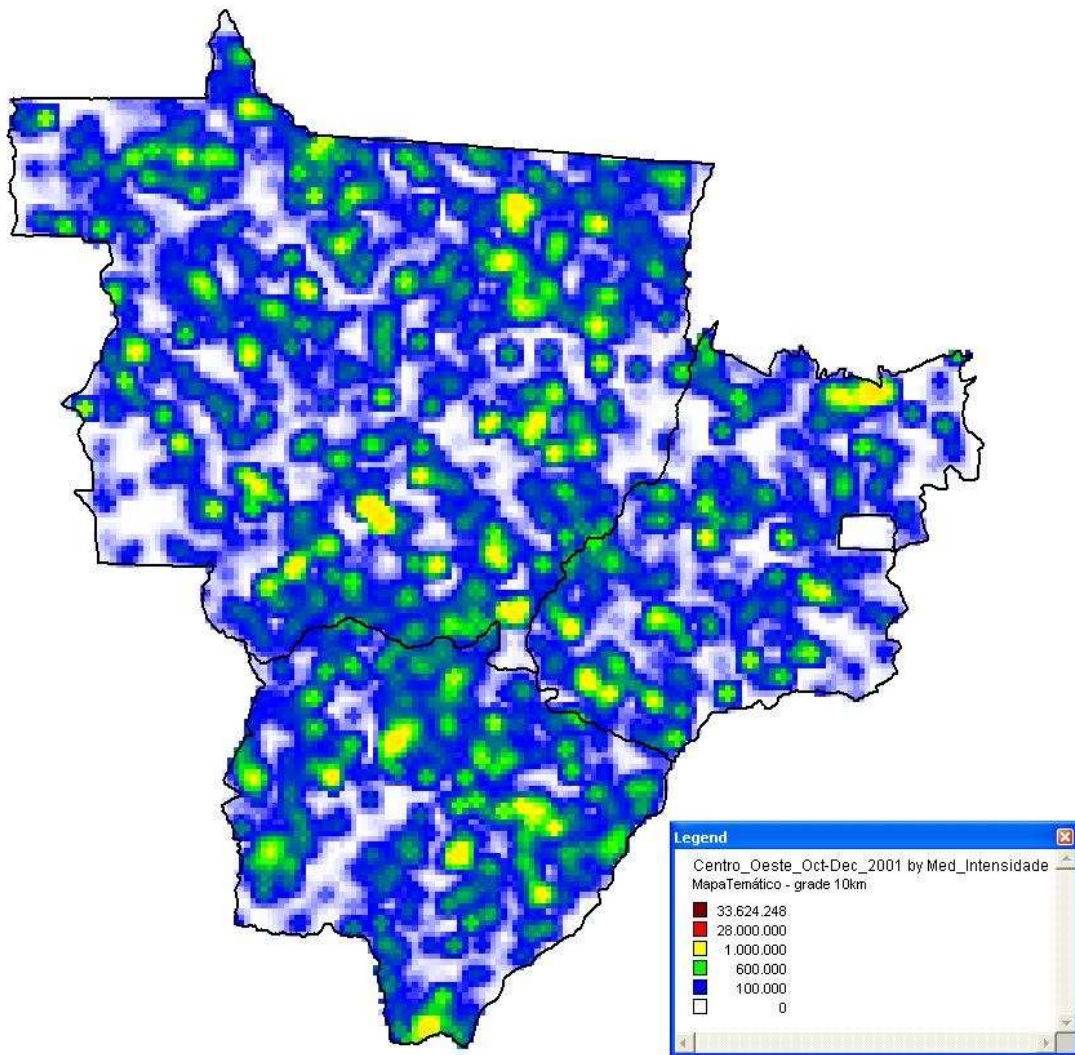 Legend
Centro_Oeste_Oct-Dec_2001 by Med_Intensidade
MapaTemático - grade 10km
33.624.248
28.000.000
1.000.000
600.000
100.000
0